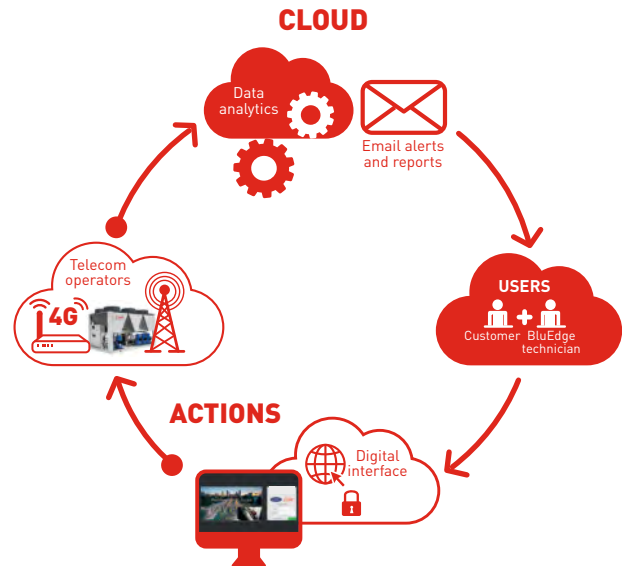 CLOUD
Data
analytics
Email alerts
and reports
Telecom
operators
4G
USERS
Customer
BluEdge
technician
ACTIONS
Digital
interface